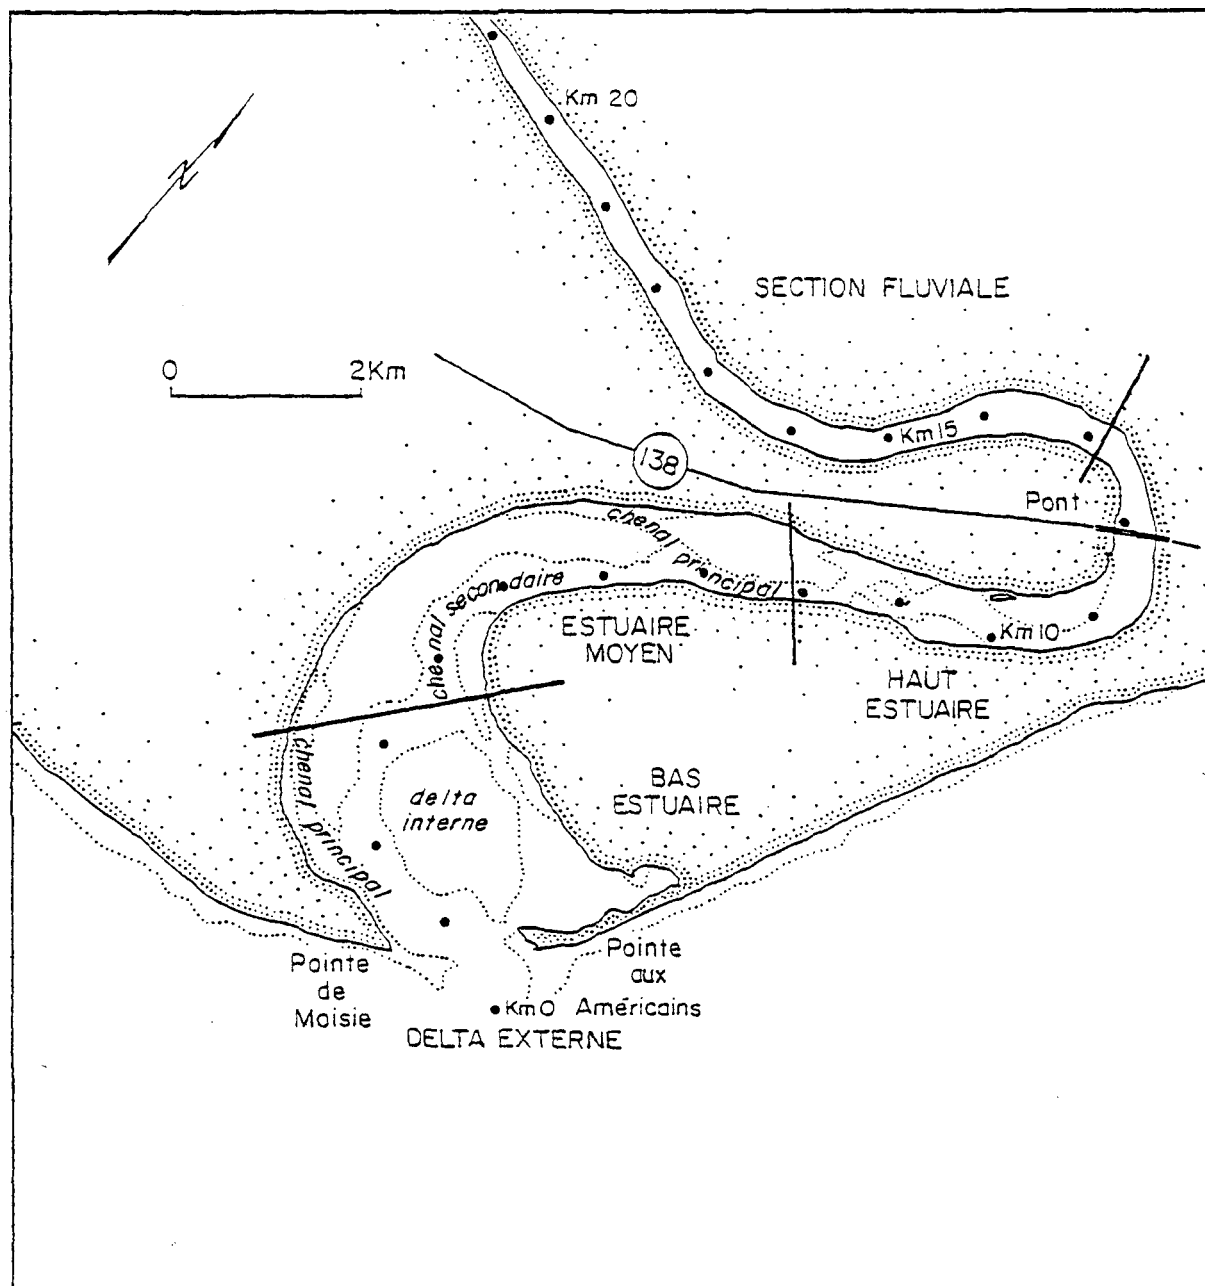 Km 20
N
SECTION FLUVIALE
0 2Km
138
Km 15
Pont
chenal principal
chenal secondaire
ESTUAIRE
MOYEN
Km 10
HAUT
ESTUAIRE
chenal principal
BAS
ESTUAIRE
delta
interne
Pointe
de
Moisie
Pointe
aux
Américains
Km 0
DELTA EXTERNE